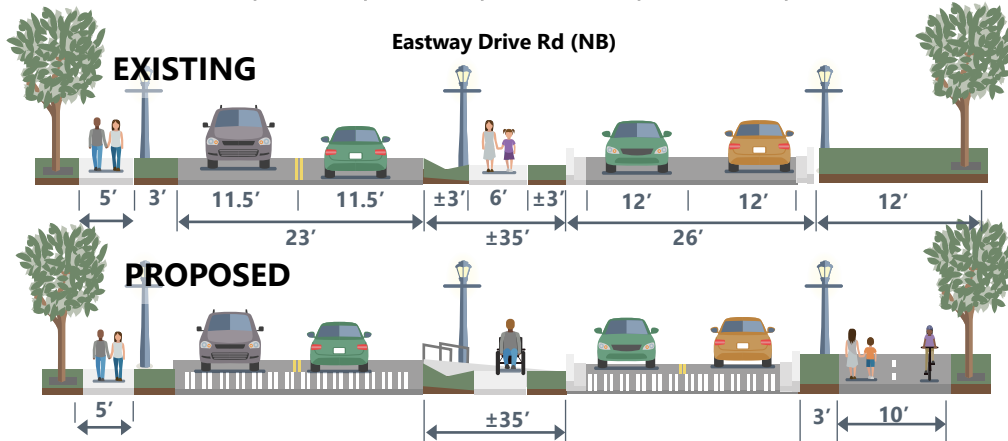 Eastway Drive Rd (NB)
EXISTING
5’ 3’ 11.5’ 11.5’ ±3’ 6’ ±3’ 12’ 12’ 12’
23’ ±35’ 26’
PROPOSED
5’ ±35’ 3’ 10’